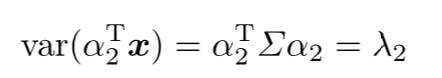 var(α₂ᵀ𝒙) = α₂ᵀ𝛴α₂ = λ₂